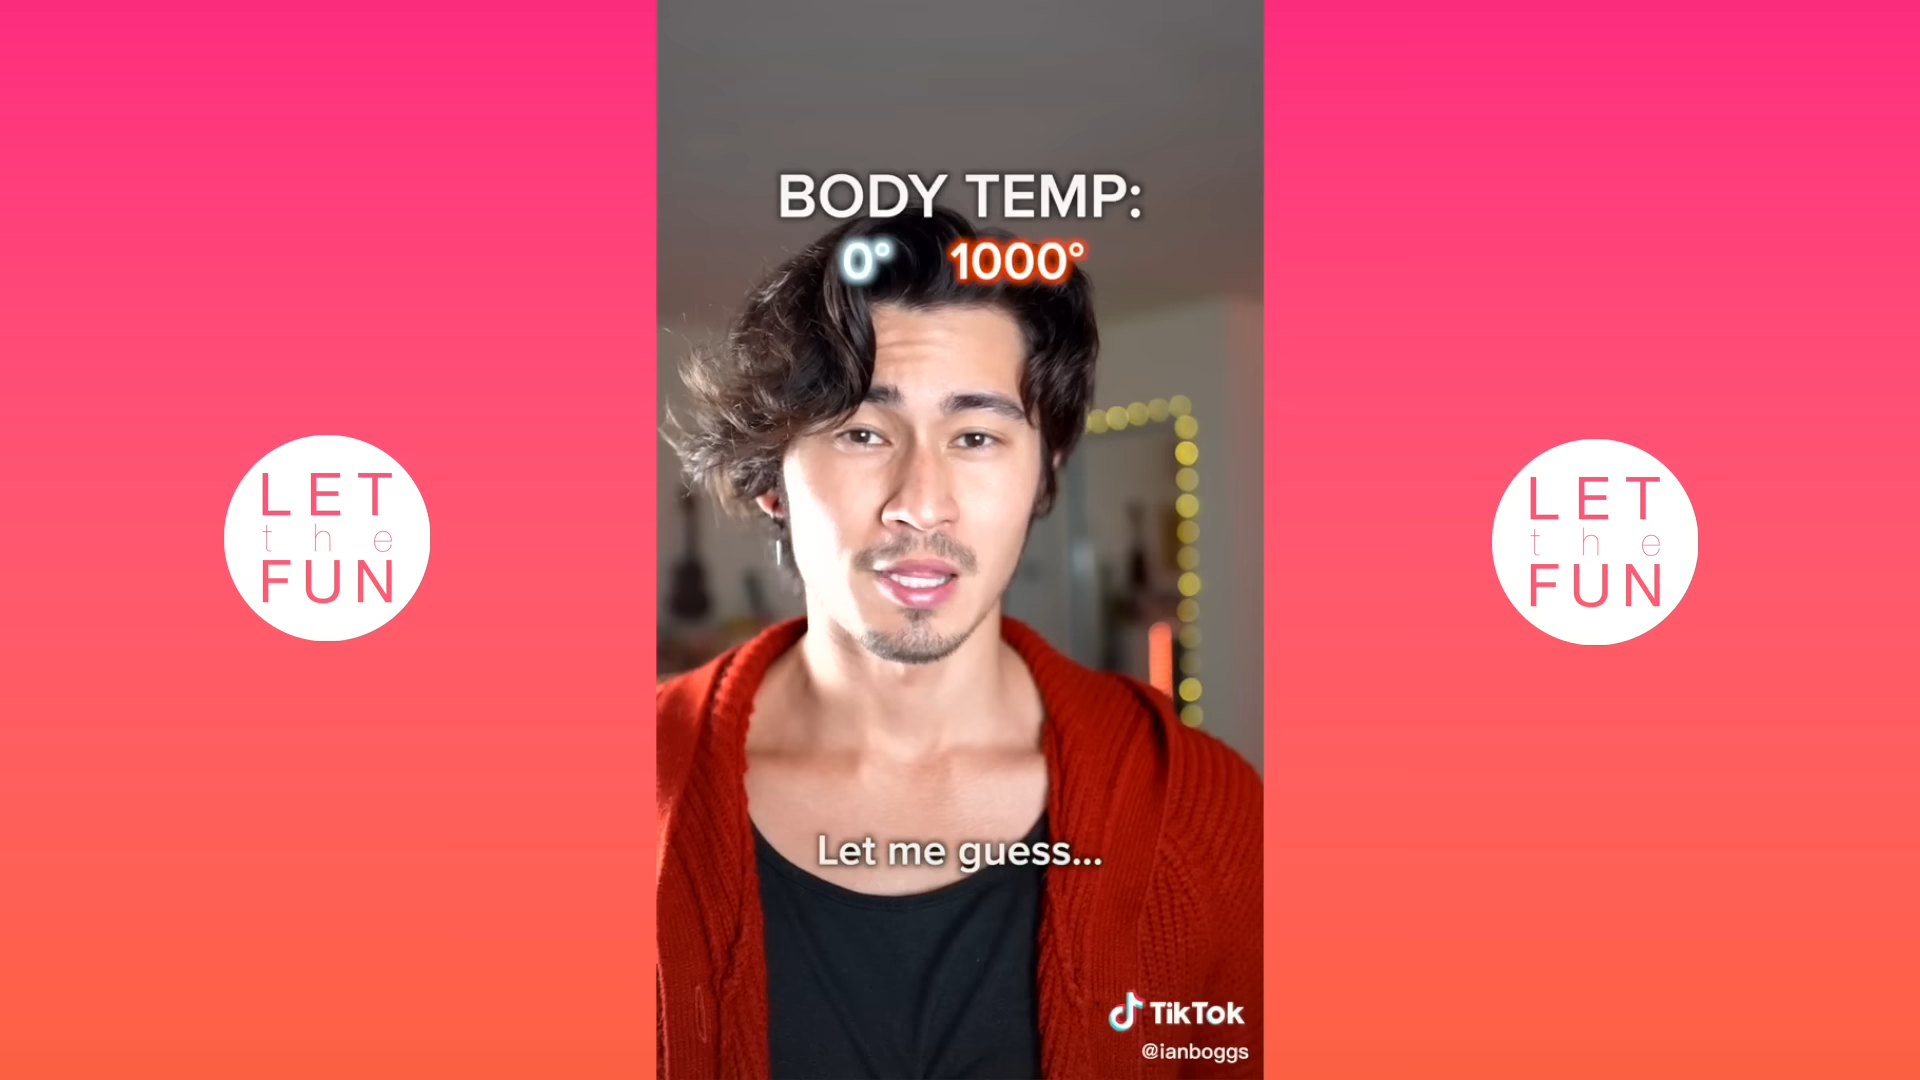 BODY TEMP:
0° 1000°
LET
the
FUN
LET
the
FUN
Let me guess...
TikTok
@ianboggs